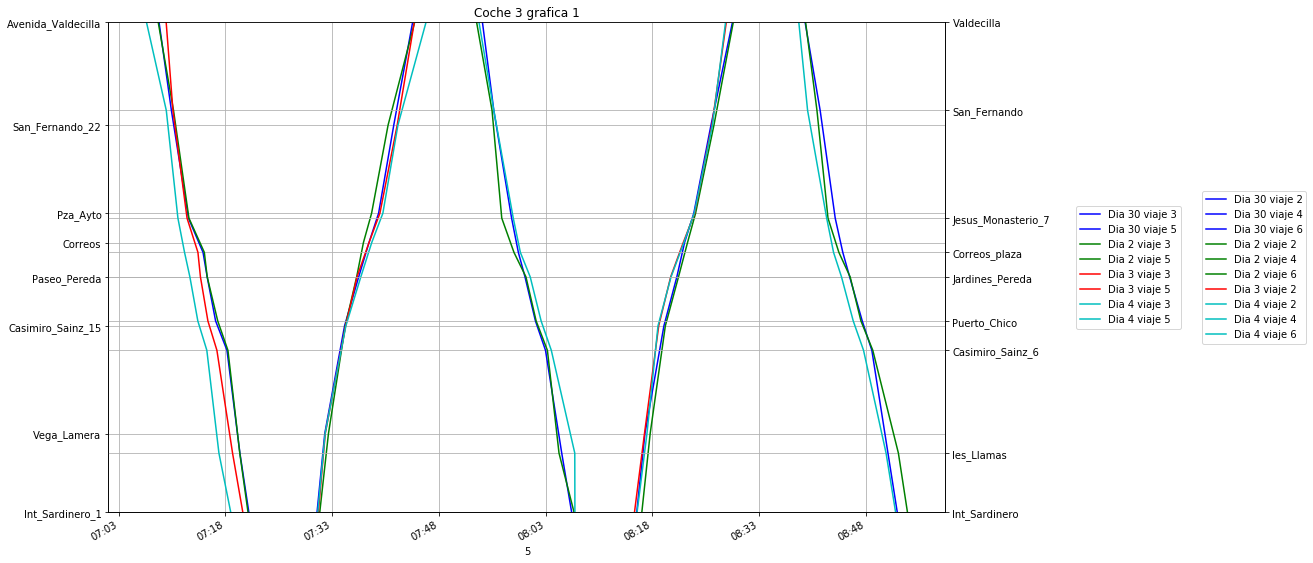 Coche 3 grafica 1
Avenida_Valdecilla
San_Fernando_22
Pza_Ayto
Correos
Paseo_Pereda
Casimiro_Sainz_15
Vega_Lamera
Int_Sardinero_1
Valdecilla
San_Fernando
Jesus_Monasterio_7
Correos_plaza
Jardines_Pereda
Puerto_Chico
Casimiro_Sainz_6
Ies_Llamas
Int_Sardinero
07:03
07:18
07:33
07:48
08:03
08:18
08:33
08:48
5
Dia 30 viaje 3
Dia 30 viaje 5
Dia 2 viaje 3
Dia 2 viaje 5
Dia 3 viaje 3
Dia 3 viaje 5
Dia 4 viaje 3
Dia 4 viaje 5
Dia 30 viaje 2
Dia 30 viaje 4
Dia 30 viaje 6
Dia 2 viaje 2
Dia 2 viaje 4
Dia 2 viaje 6
Dia 3 viaje 2
Dia 4 viaje 2
Dia 4 viaje 4
Dia 4 viaje 6